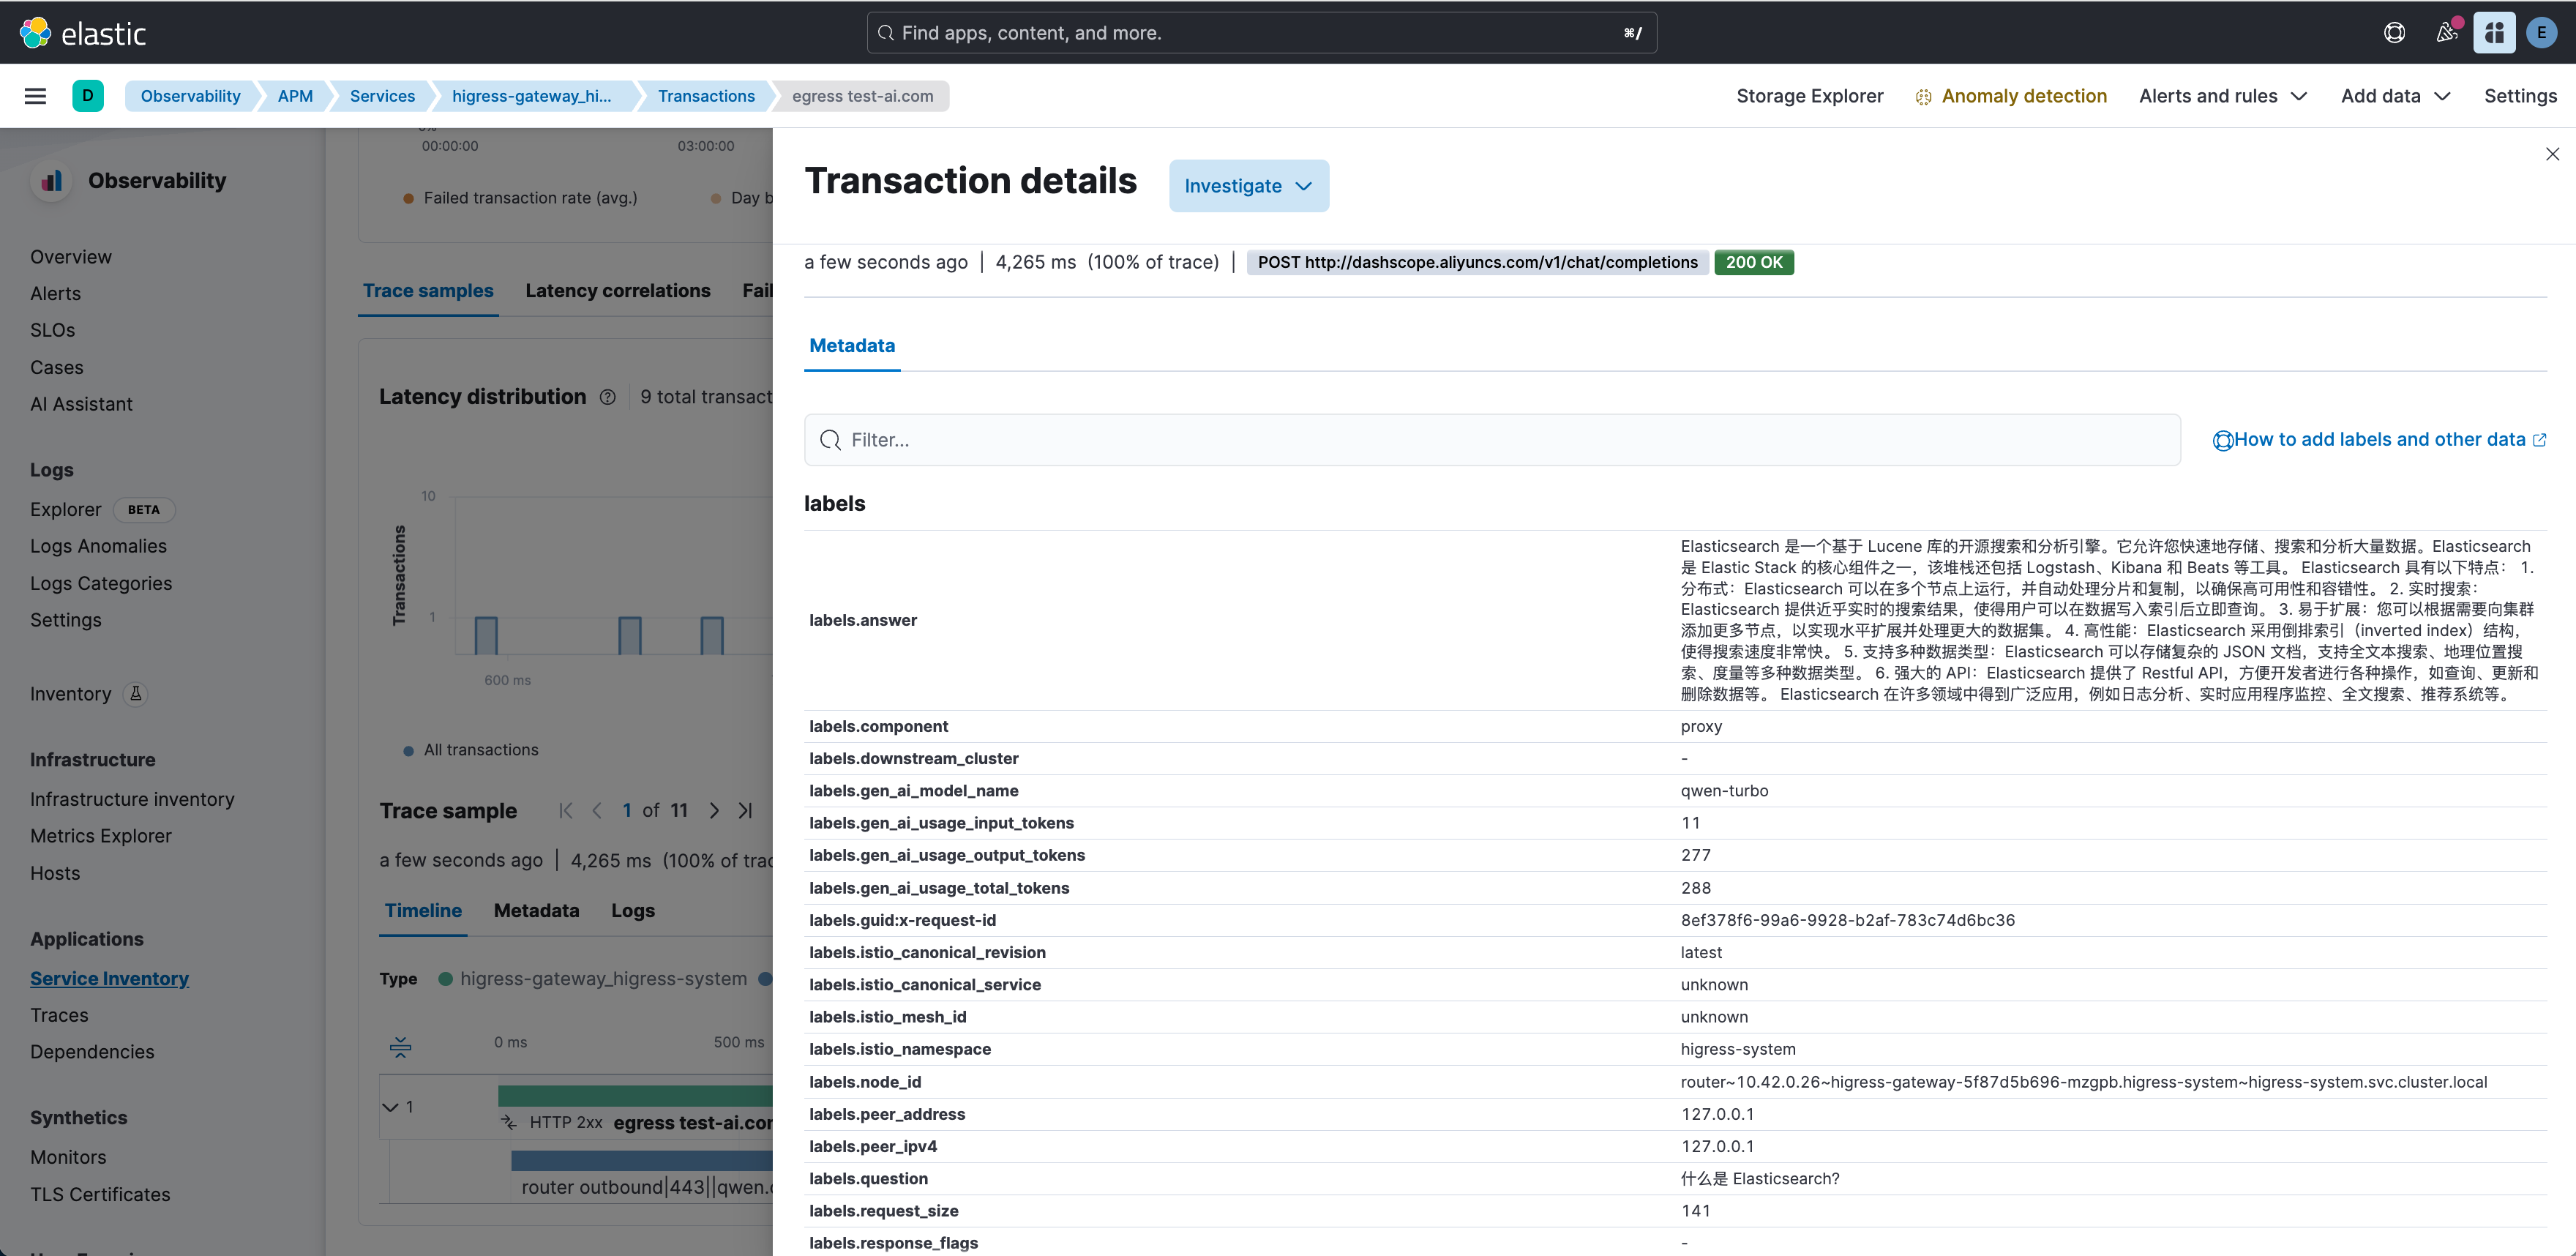 elastic
Find apps, content, and more.
⌘/
E
D
Observability
APM
Services
higress-gateway_hi...
Transactions
egress test-ai.com
Storage Explorer
Anomaly detection
Alerts and rules
Add data
Settings
Observability
Overview
Alerts
SLOs
Cases
AI Assistant
Logs
Explorer
BETA
Logs Anomalies
Logs Categories
Settings
Inventory
Infrastructure
Infrastructure inventory
Metrics Explorer
Hosts
Applications
Service Inventory
Traces
Dependencies
Synthetics
Monitors
TLS Certificates
00:00:00
03:00:00
Failed transaction rate (avg.)
Day b
Trace samples
Latency correlations
Fail
Latency distribution
9 total transact
10
Transactions
1
600 ms
All transactions
Trace sample
1 of 11
a few seconds ago | 4,265 ms (100% of trac
Timeline
Metadata
Logs
Type
higress-gateway_higress-system
0 ms
500 ms
1
HTTP 2xx egress test-ai.cor
router outbound|443||qwen.
Transaction details
Investigate
a few seconds ago | 4,265 ms (100% of trace) | POST http://dashscope.aliyuncs.com/v1/chat/completions 200 OK
Metadata
Filter...
How to add labels and other data
labels
labels.answer
Elasticsearch 是一个基于 Lucene 库的开源搜索和分析引擎。它允许您快速地存储、搜索和分析大量数据。Elasticsearch
是 Elastic Stack 的核心组件之一，该堆栈还包括 Logstash、Kibana 和 Beats 等工具。 Elasticsearch 具有以下特点： 1.
分布式：Elasticsearch 可以在多个节点上运行，并自动处理分片和复制，以确保高可用性和容错性。 2. 实时搜索：
Elasticsearch 提供近乎实时的搜索结果，使得用户可以在数据写入索引后立即查询。 3. 易于扩展：您可以根据需要向集群
添加更多节点，以实现水平扩展并处理更大的数据集。 4. 高性能：Elasticsearch 采用倒排索引（inverted index）结构，
使得搜索速度非常快。 5. 支持多种数据类型：Elasticsearch 可以存储复杂的 JSON 文档，支持全文本搜索、地理位置搜
索、度量等多种数据类型。 6. 强大的 API：Elasticsearch 提供了 Restful API，方便开发者进行各种操作，如查询、更新和
删除数据等。 Elasticsearch 在许多领域中得到广泛应用，例如日志分析、实时应用程序监控、全文搜索、推荐系统等。
labels.component
proxy
labels.downstream_cluster
-
labels.gen_ai_model_name
qwen-turbo
labels.gen_ai_usage_input_tokens
11
labels.gen_ai_usage_output_tokens
277
labels.gen_ai_usage_total_tokens
288
labels.guid:x-request-id
8ef378f6-99a6-9928-b2af-783c74d6bc36
labels.istio_canonical_revision
latest
labels.istio_canonical_service
unknown
labels.istio_mesh_id
unknown
labels.istio_namespace
higress-system
labels.node_id
router~10.42.0.26~higress-gateway-5f87d5b696-mzgpb.higress-system~higress-system.svc.cluster.local
labels.peer_address
127.0.0.1
labels.peer_ipv4
127.0.0.1
labels.question
什么是 Elasticsearch?
labels.request_size
141
labels.response_flags
-